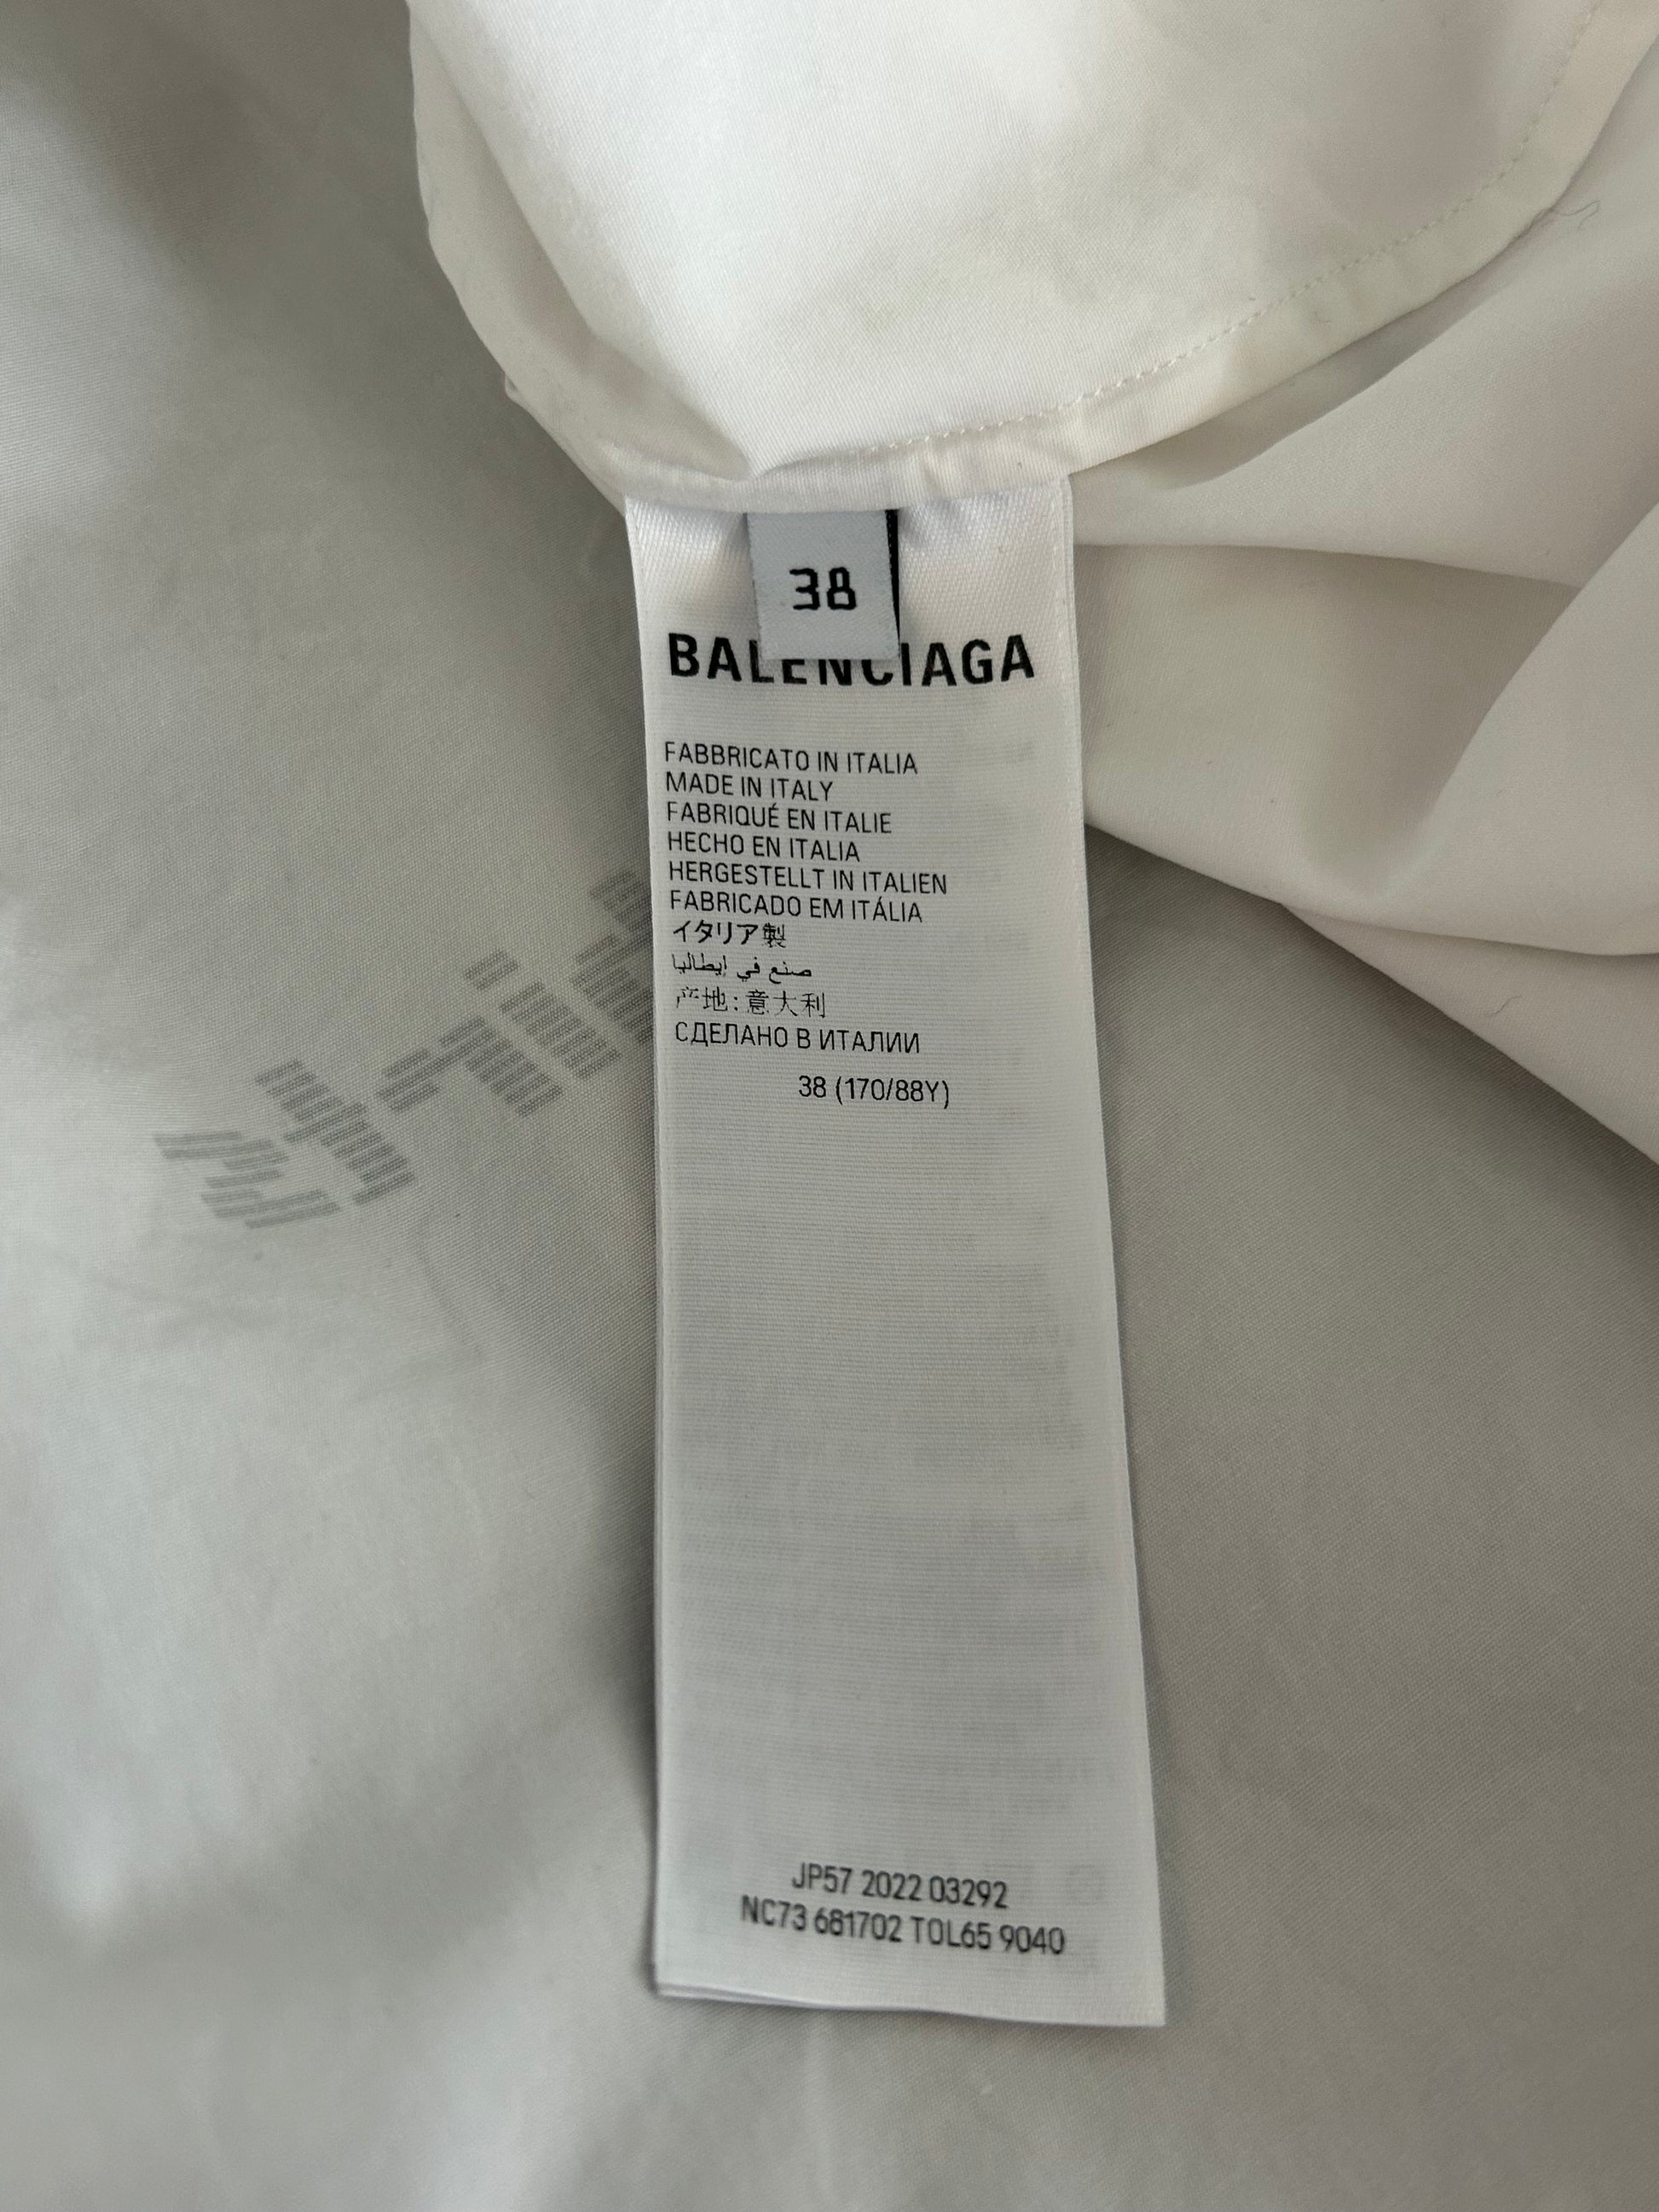 38
BALENCIAGA
FABBRICATO IN ITALIA
MADE IN ITALY
FABRIQUÉ EN ITALIE
HECHO EN ITALIA
HERGESTELLT IN ITALIEN
FABRICADO EM ITÁLIA
イタリア製
صنع في إيطاليا
产地:意大利
СДЕЛАНО В ИТАЛИИ
38 (170/88Y)
JP57 2022 03292
NC73 681702 TOL65 9040